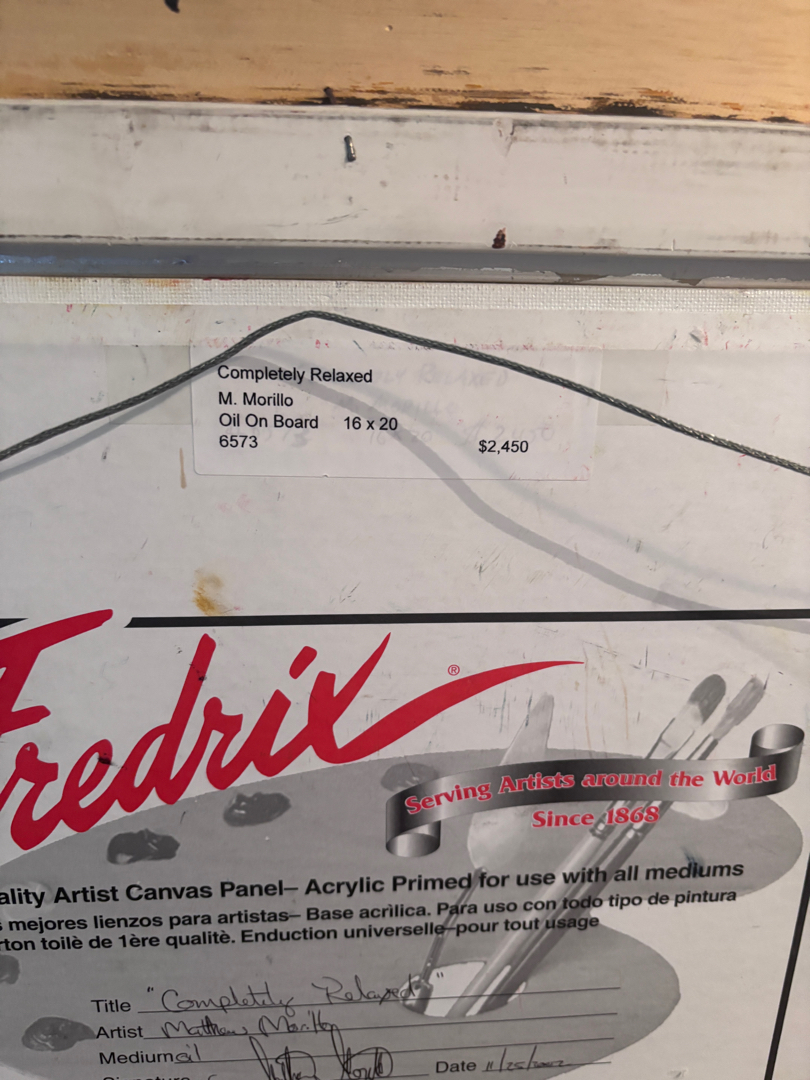 Completely Relaxed
M. Morillo
Oil On Board 16 x 20
6573 $2,450
Fredrix®
Serving Artists around the World
Since 1868
ality Artist Canvas Panel– Acrylic Primed for use with all mediums
mejores lienzos para artistas– Base acrìlica. Para uso con todo tipo de pintura
rton toilè de 1ère qualitè. Enduction universelle–pour tout usage
Title "Completely Relaxed"
Artist Matthew Morillo
Medium oil Date 11/25/2002